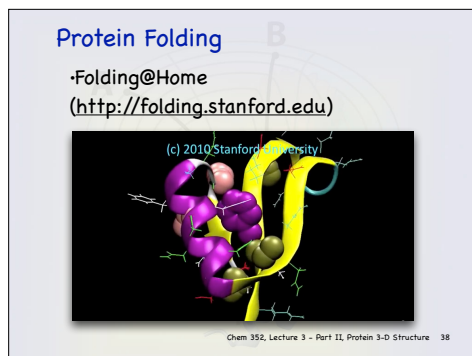 Protein Folding
•Folding@Home
(http://folding.stanford.edu)
(c) 2010 Stanford University
Chem 352, Lecture 3 - Part II, Protein 3-D Structure 38